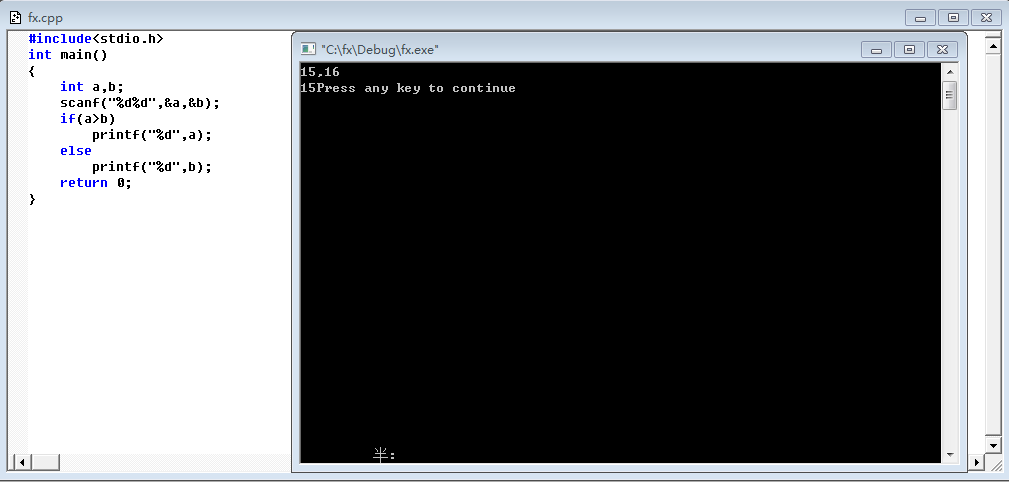 fx.cpp
#include<stdio.h>
int main()
{
int a,b;
scanf("%d%d",&a,&b);
if(a>b)
printf("%d",a);
else
printf("%d",b);
return 0;
}
"C:\fx\Debug\fx.exe"
15,16
15Press any key to continue
半: